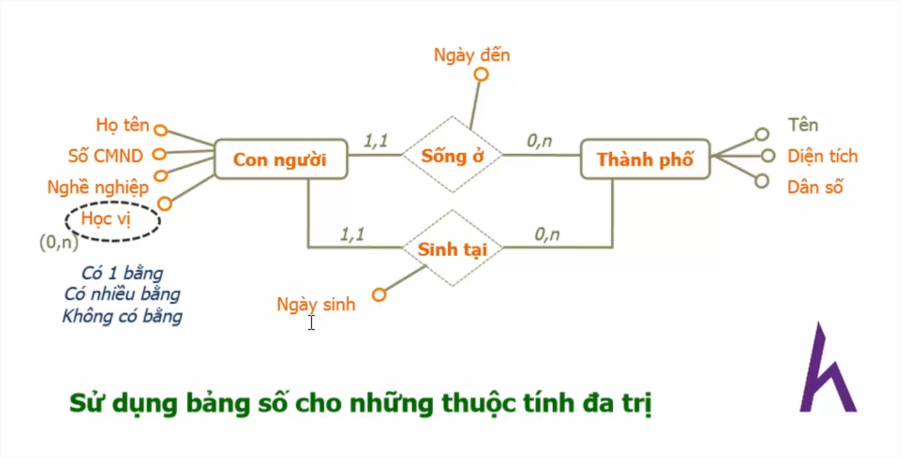 Ngày đến
Họ tên
Số CMND
Nghề nghiệp
Học vị
(0,n)
Có 1 bằng
Có nhiều bằng
Không có bằng
Con người
1,1
Sống ở
0,n
Thành phố
Tên
Diện tích
Dân số
1,1
Sinh tại
0,n
Ngày sinh
Sử dụng bảng số cho những thuộc tính đa trị